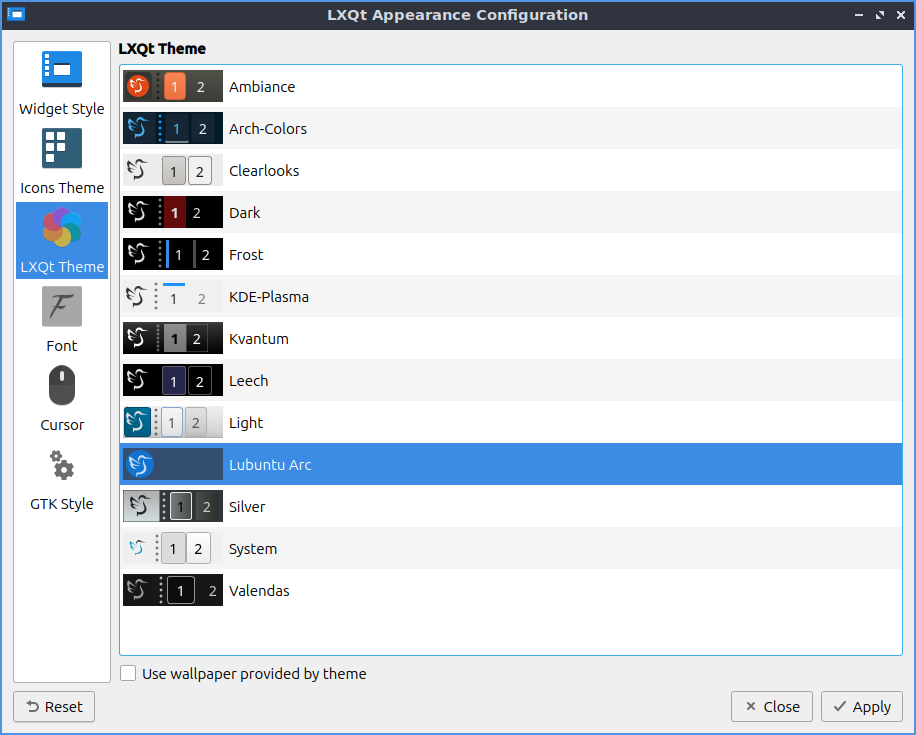 LXQt Appearance Configuration
Widget Style
Icons Theme
LXQt Theme
Font
Cursor
GTK Style
LXQt Theme
1 2 Ambiance
1 2 Arch-Colors
1 2 Clearlooks
1 2 Dark
1 2 Frost
1 2 KDE-Plasma
1 2 Kvantum
1 2 Leech
1 2 Light
Lubuntu Arc
1 2 Silver
1 2 System
1 2 Valendas
Use wallpaper provided by theme
Reset
Close
Apply